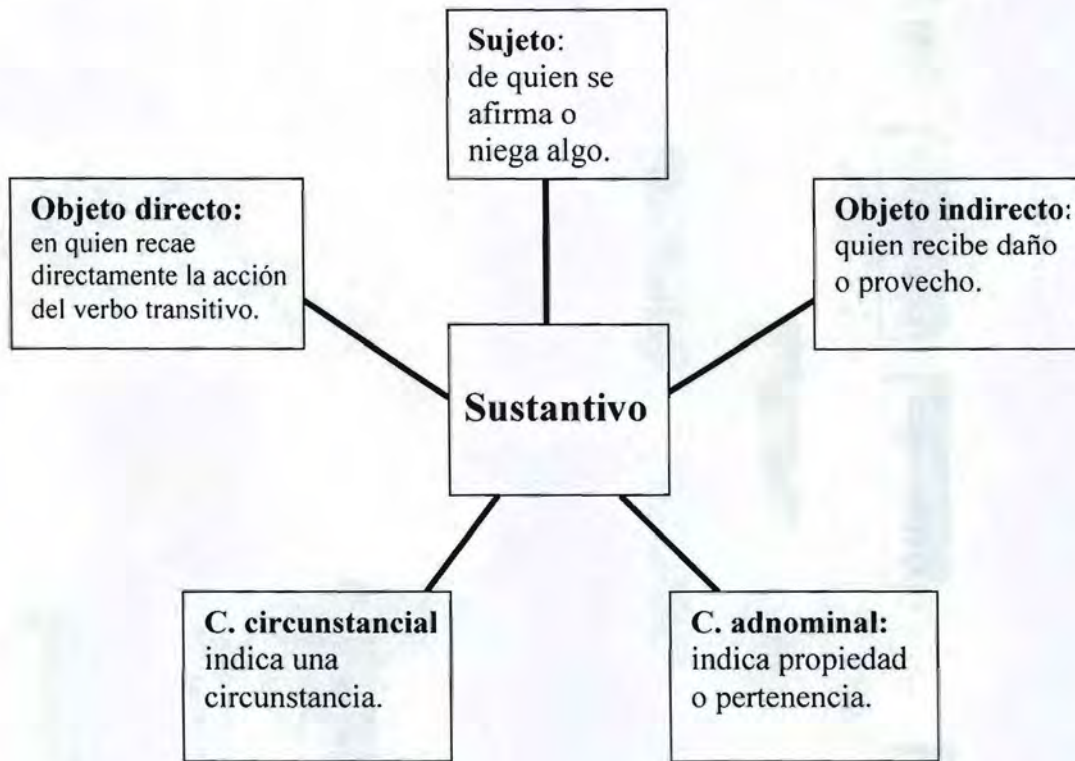 Sujeto:
de quien se
afirma o
niega algo.
Objeto directo:
en quien recae
directamente la acción
del verbo transitivo.
Objeto indirecto:
quien recibe daño
o provecho.
Sustantivo
C. circunstancial
indica una
circunstancia.
C. adnominal:
indica propiedad
o pertenencia.